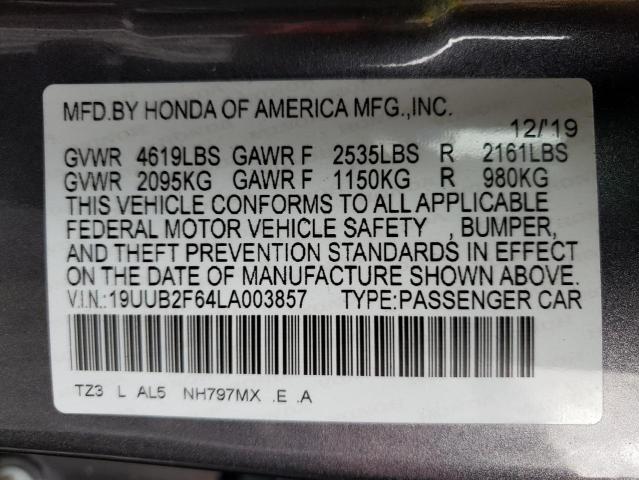 MFD.BY HONDA OF AMERICA MFG.,INC.
12/'19
GVWR 4619LBS GAWR F 2535LBS R 2161LBS
GVWR 2095KG GAWR F 1150KG R 980KG
THIS VEHICLE CONFORMS TO ALL APPLICABLE
FEDERAL MOTOR VEHICLE SAFETY , BUMPER,
AND THEFT PREVENTION STANDARDS IN EFFECT
ON THE DATE OF MANUFACTURE SHOWN ABOVE.
V.I.N.:19UUB2F64LA003857 TYPE:PASSENGER CAR
TZ3 L AL5 NH797MX .E .A